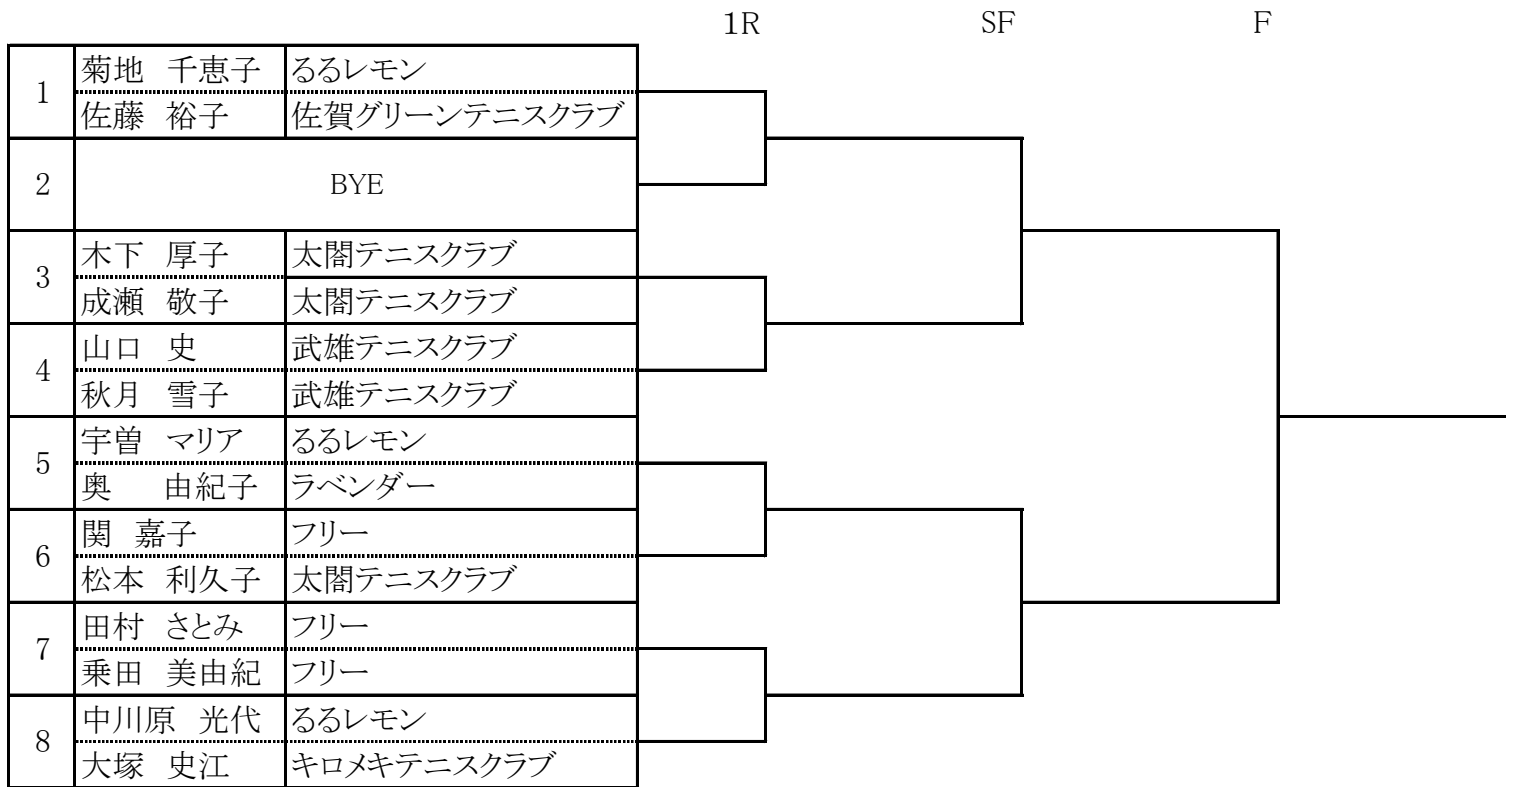 1R SF F
1 菊地 千恵子 るるレモン
佐藤 裕子 佐賀グリーンテニスクラブ
2 BYE
3 木下 厚子 太閤テニスクラブ
成瀬 敬子 太閤テニスクラブ
4 山口 史 武雄テニスクラブ
秋月 雪子 武雄テニスクラブ
5 宇曽 マリア るるレモン
奥 由紀子 ラベンダー
6 関 嘉子 フリー
松本 利久子 太閤テニスクラブ
7 田村 さとみ フリー
乗田 美由紀 フリー
8 中川原 光代 るるレモン
大塚 史江 キロメキテニスクラブ